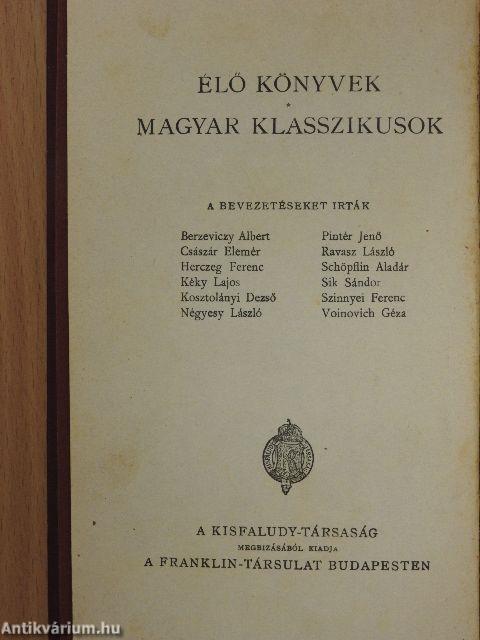 ÉLŐ KÖNYVEK
*
MAGYAR KLASSZIKUSOK
A BEVEZETÉSEKET IRTÁK
Berzeviczy Albert
Császár Elemér
Herczeg Ferenc
Kéky Lajos
Kosztolányi Dezső
Négyesy László
Pintér Jenő
Ravasz László
Schöpflin Aladár
Sik Sándor
Szinnyei Ferenc
Voinovich Géza
A KISFALUDY-TÁRSASÁG
MEGBIZÁSÁBÓL KIADJA
A FRANKLIN-TÁRSULAT BUDAPESTEN
Antikvárium.hu